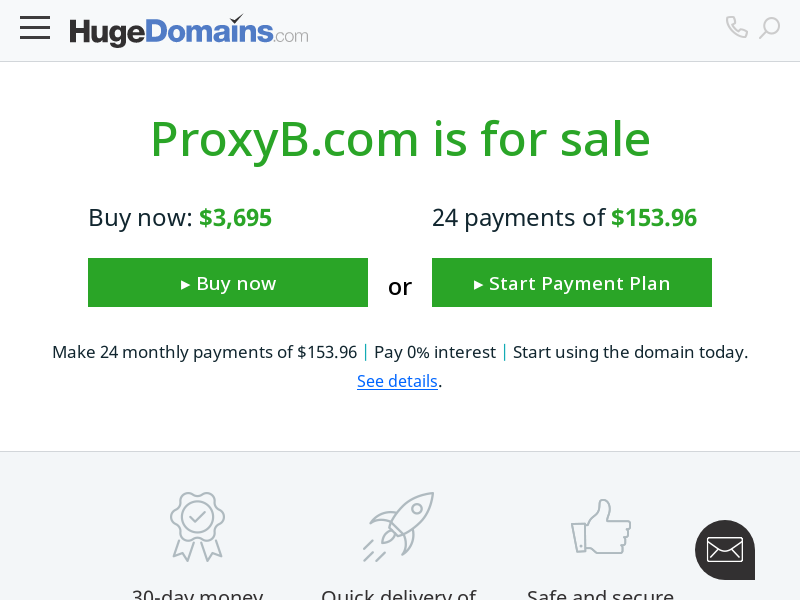 HugeDomains.com
ProxyB.com is for sale
Buy now: $3,695
▸ Buy now
or
24 payments of $153.96
▸ Start Payment Plan
Make 24 monthly payments of $153.96 | Pay 0% interest | Start using the domain today.
See details.
30-day money
Quick delivery of
Safe and secure